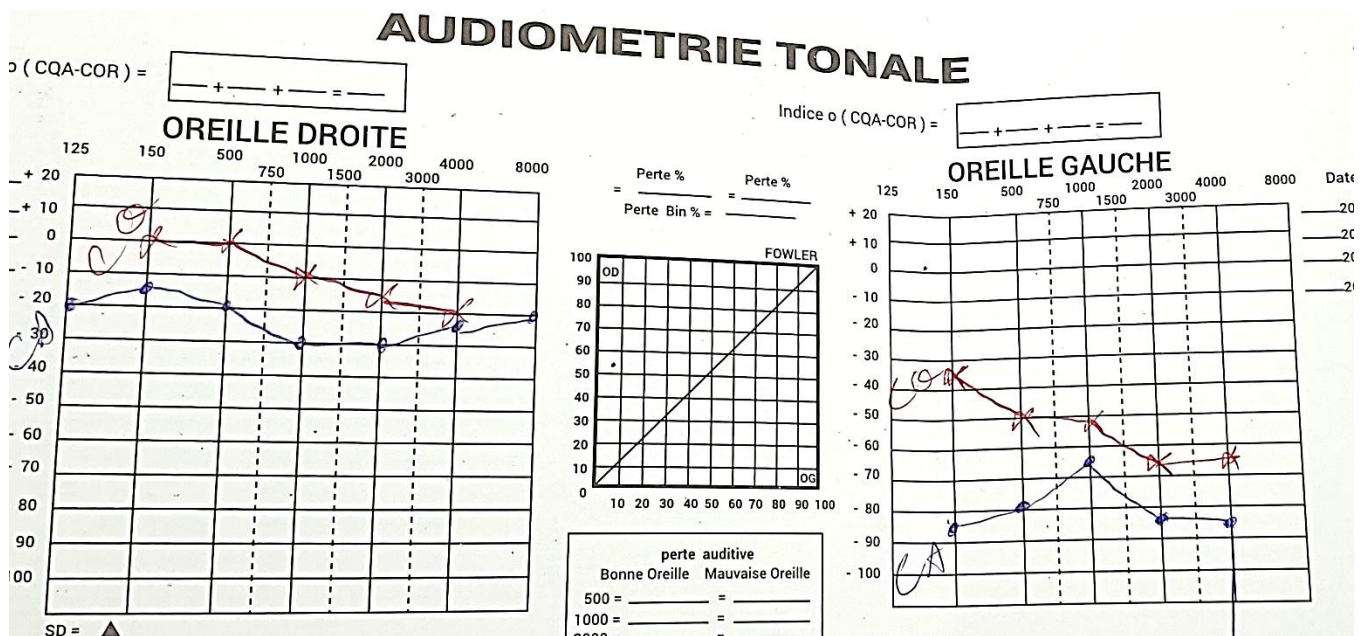 AUDIOMETRIE TONALE
o ( CQA-COR ) =
— + — + — = —
OREILLE DROITE
125 150 500 1000 2000 4000 8000
750 1500 3000
+ 20
+ 10
0
- 10
- 20
30
- 50
- 60
- 70
80
90
100
CO
CA
SD =
Perte % = Perte %
Perte Bin % =
FOWLER
OD
100
90
80
70
60
50
40
30
20
10
0
OG
10 20 30 40 50 60 70 80 90 100
perte auditive
Bonne Oreille Mauvaise Oreille
500 = =
1000 = =
Indice o ( CQA-COR ) =
— + — + — = —
OREILLE GAUCHE
125 150 500 1000 2000 4000 8000
750 1500 3000
+ 20
+ 10
0
- 10
- 20
- 30
- 40
- 50
- 60
- 70
- 80
- 90
- 100
CO
CA
Date
20
20
20
20